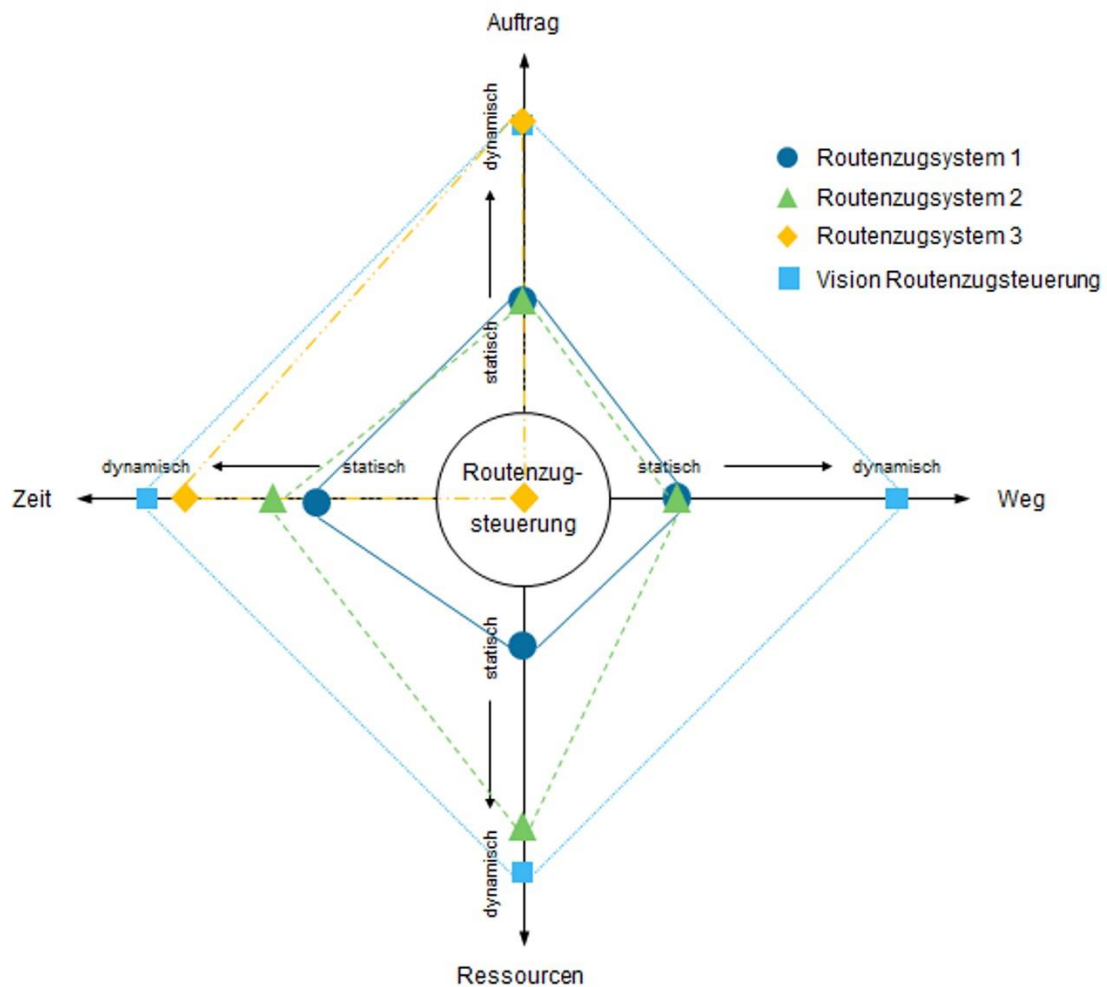 Auftrag
dynamisch
Routenzugsystem 1
Routenzugsystem 2
Routenzugsystem 3
Vision Routenzugsteuerung
statisch
dynamisch
statisch
statisch
dynamisch
Zeit
Routenzug-
steuerung
Weg
statisch
dynamisch
Ressourcen